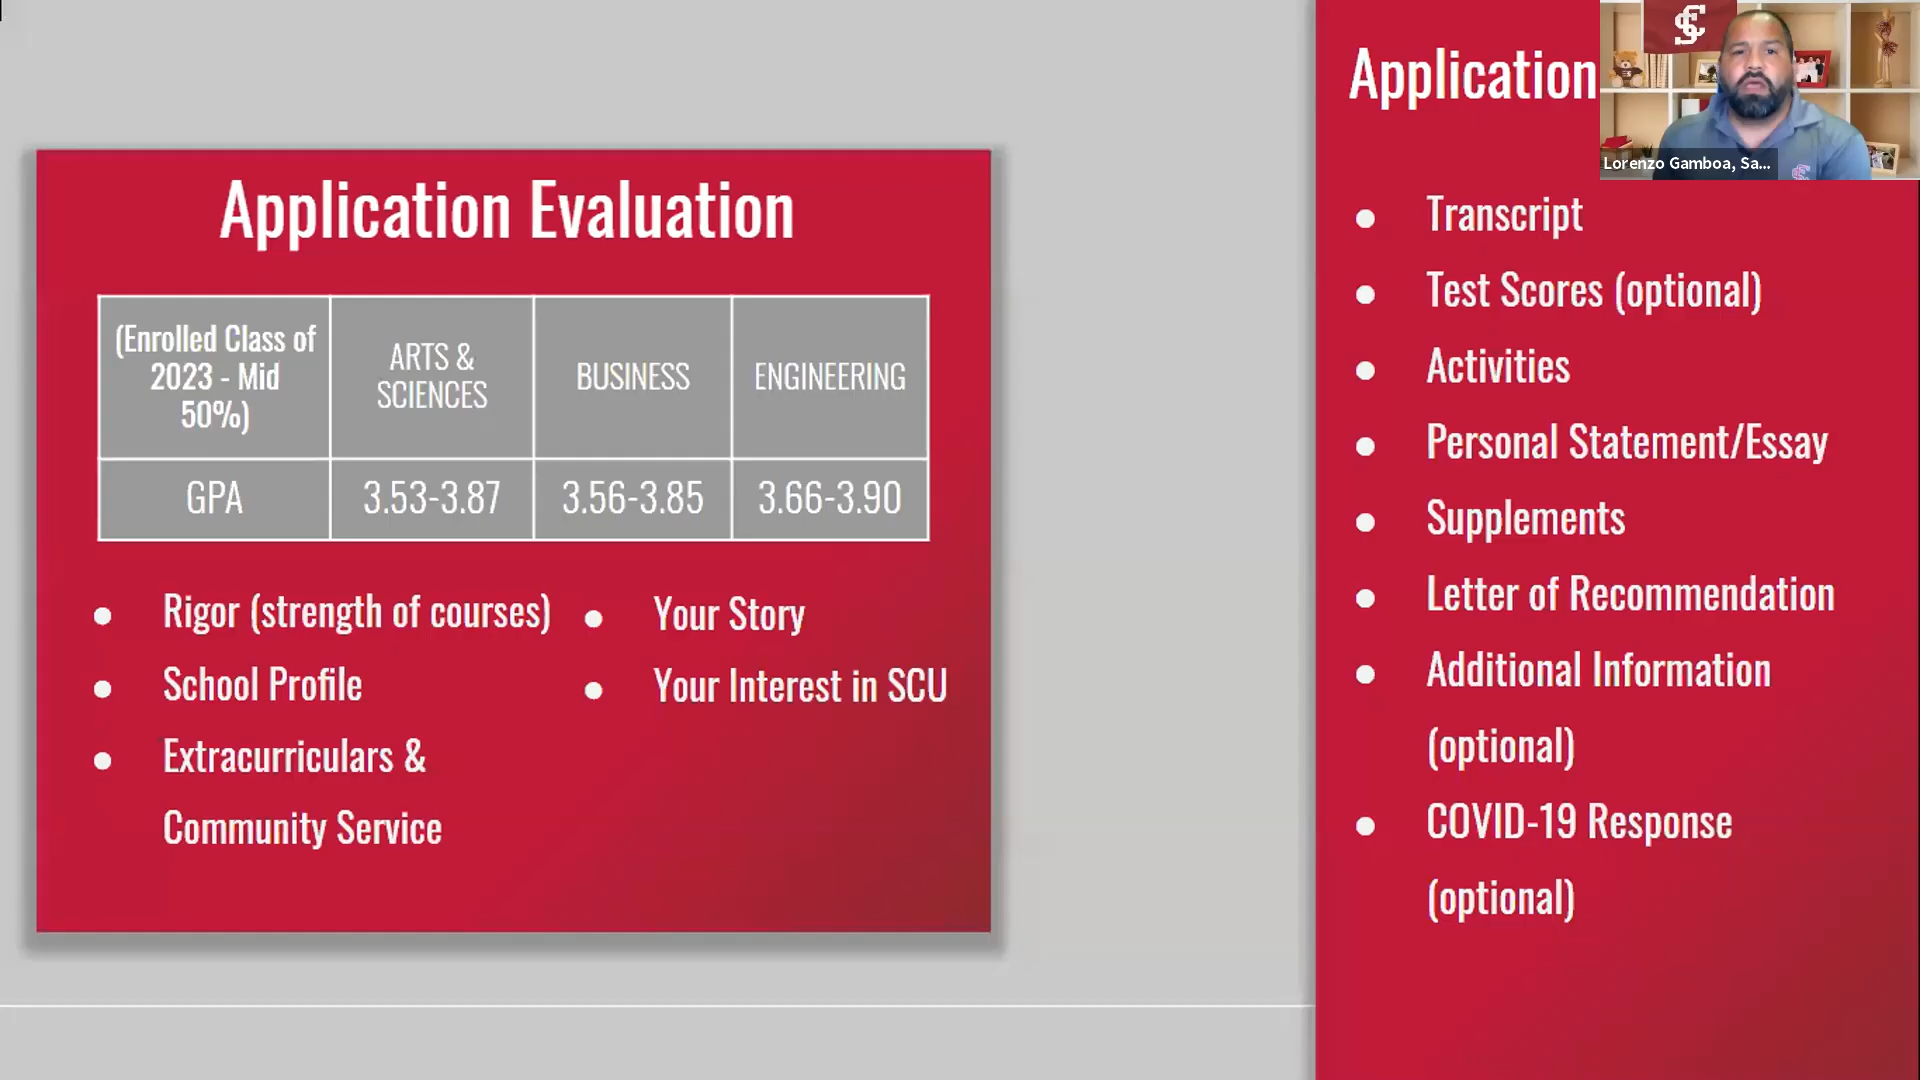 Application Evaluation
(Enrolled Class of
2023 - Mid
50%)
ARTS &
SCIENCES
BUSINESS
ENGINEERING
GPA
3.53-3.87
3.56-3.85
3.66-3.90
Rigor (strength of courses)
School Profile
Extracurriculars &
Community Service
Your Story
Your Interest in SCU
Application
Transcript
Test Scores (optional)
Activities
Personal Statement/Essay
Supplements
Letter of Recommendation
Additional Information
(optional)
COVID-19 Response
(optional)
Lorenzo Gamboa, Sa...